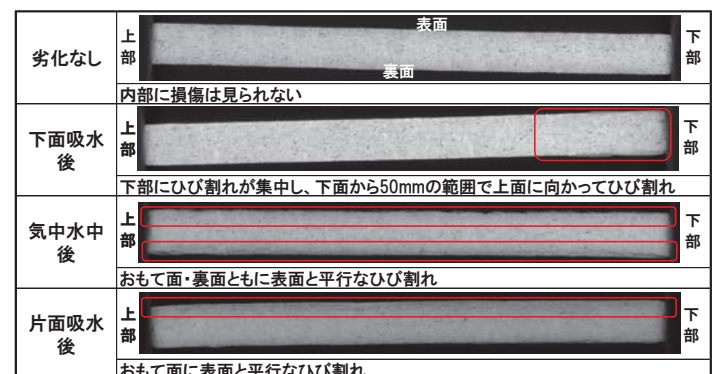 劣化なし
上部
表面
裏面
下部
内部に損傷は見られない
下面吸水後
上部
下部
下部にひび割れが集中し、下面から50mmの範囲で上面に向かってひび割れ
気中水中後
上部
下部
おもて面・裏面ともに表面と平行なひび割れ
片面吸水後
上部
下部
おもて面に表面と平行なひび割れ